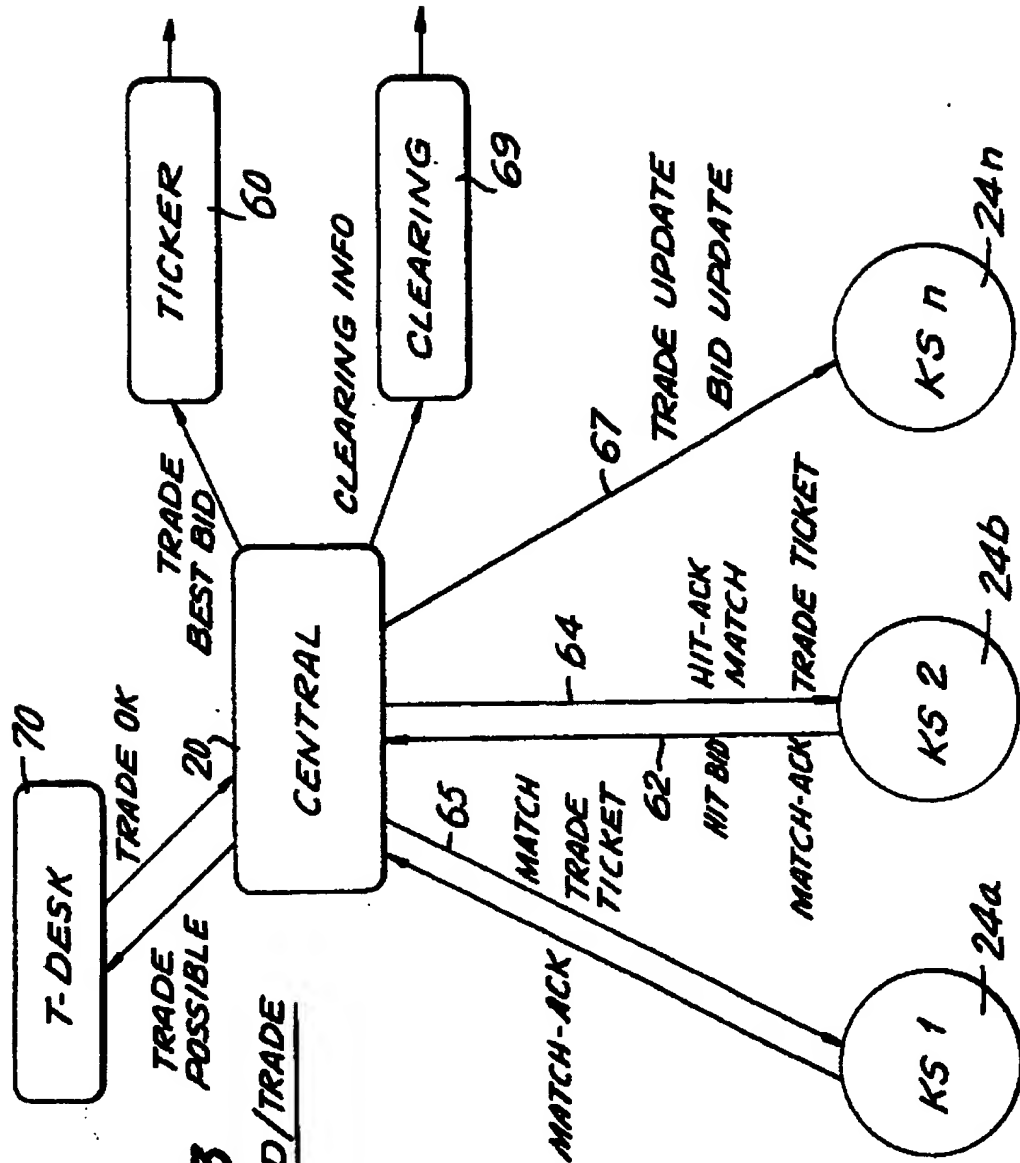 T-DESK
70
TRADE OK
TRADE
POSSIBLE
20
3
D/TRADE
TRADE
BEST BID
TICKER
60
CENTRAL
CLEARING INFO
CLEARING
69
65
MATCH
TRADE
TICKET
MATCH-ACK
62
64
HIT BID
HIT-ACK
MATCH
MATCH-ACK
TRADE TICKET
67
TRADE UPDATE
BID UPDATE
KS 1
24a
KS 2
24b
KS n
24n